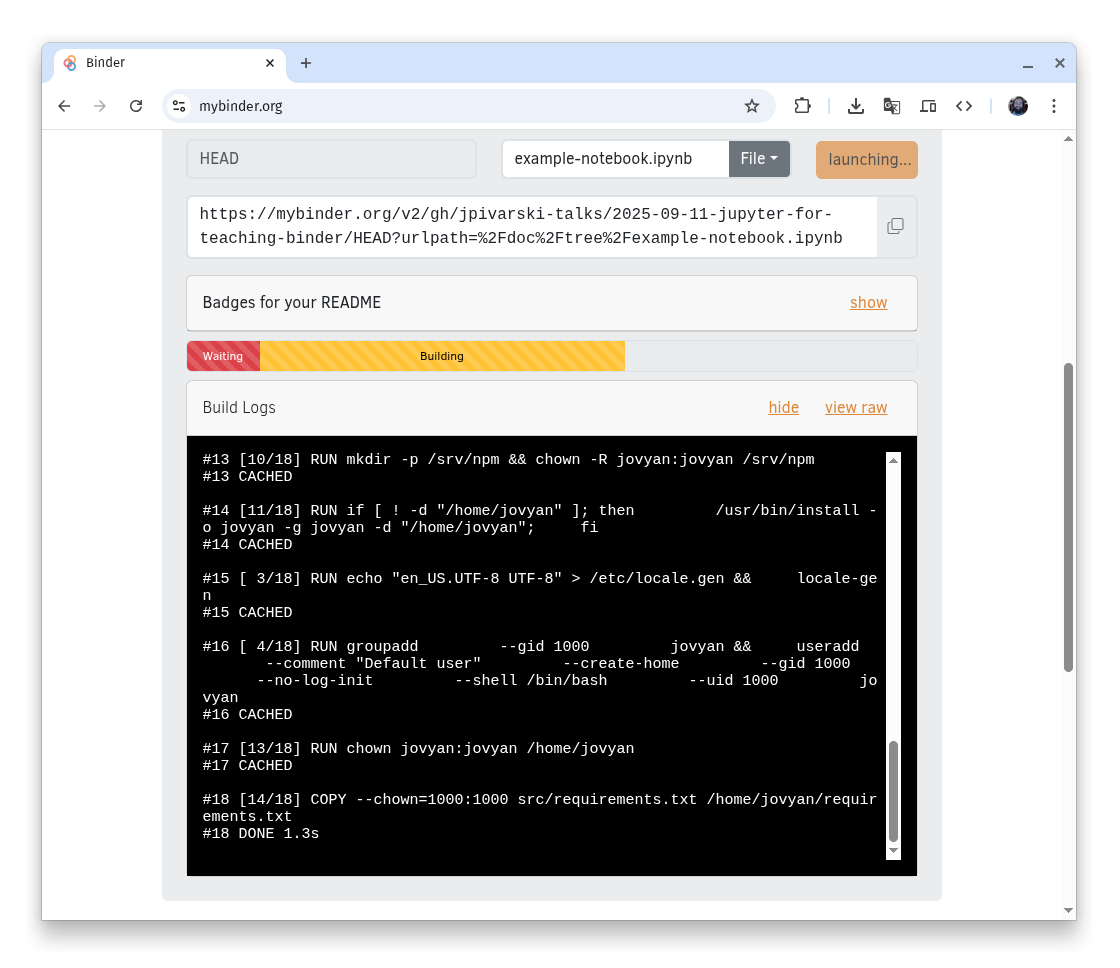 Binder
mybinder.org
HEAD
example-notebook.ipynb
File
launching...
https://mybinder.org/v2/gh/jpivarski-talks/2025-09-11-jupyter-for-
teaching-binder/HEAD?urlpath=%2Fdoc%2Ftree%2Fexample-notebook.ipynb
Badges for your README
show
Waiting
Building
Build Logs
hide
view raw
#13 [10/18] RUN mkdir -p /srv/npm && chown -R jovyan:jovyan /srv/npm
#13 CACHED
#14 [11/18] RUN if [ ! -d "/home/jovyan" ]; then         /usr/bin/install -
o jovyan -g jovyan -d "/home/jovyan";     fi
#14 CACHED
#15 [ 3/18] RUN echo "en_US.UTF-8 UTF-8" > /etc/locale.gen &&     locale-ge
n
#15 CACHED
#16 [ 4/18] RUN groupadd         --gid 1000         jovyan &&     useradd
       --comment "Default user"         --create-home         --gid 1000
      --no-log-init         --shell /bin/bash         --uid 1000         jo
vyan
#16 CACHED
#17 [13/18] RUN chown jovyan:jovyan /home/jovyan
#17 CACHED
#18 [14/18] COPY --chown=1000:1000 src/requirements.txt /home/jovyan/requir
ements.txt
#18 DONE 1.3s